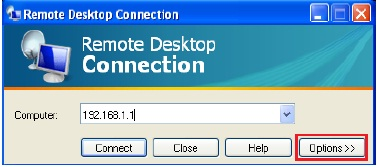 Remote Desktop Connection
Remote Desktop
Connection
Computer: 192.168.1.1
Connect Close Help Options >>